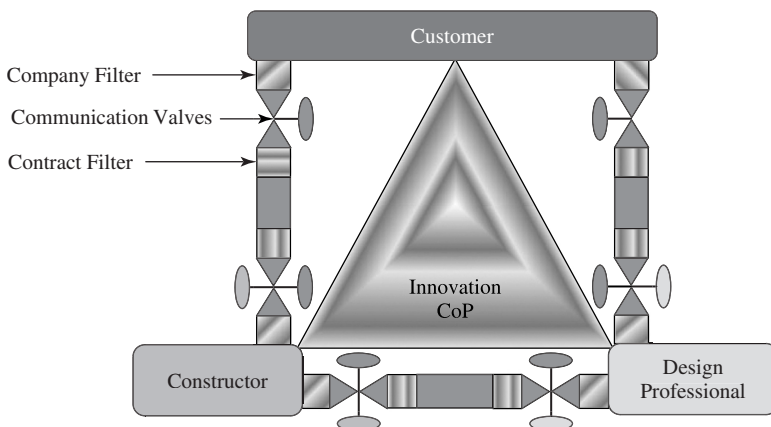 Customer
Company Filter
Communication Valves
Contract Filter
Innovation
CoP
Constructor
Design
Professional